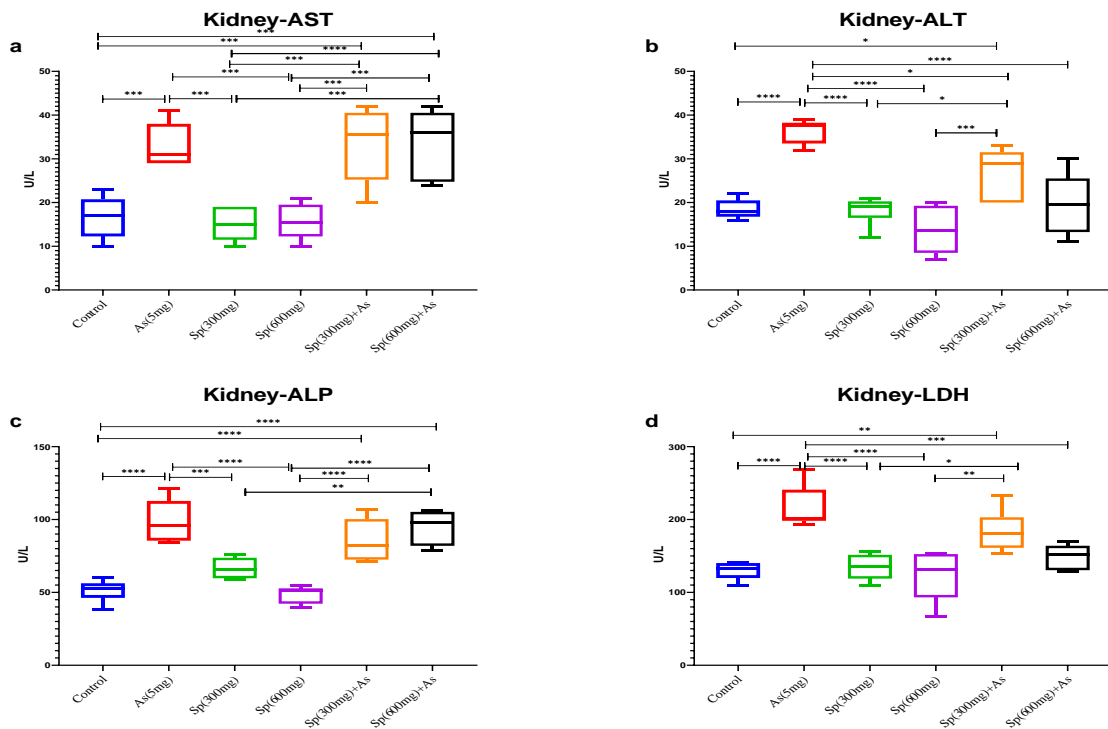 Kidney-AST
a
***
***
****
***
***
***
***
***
***
***
50
40
30
20
10
0
U/L
Control
As(5mg)
Sp(300mg)
Sp(600mg)
Sp(300mg)+As
Sp(600mg)+As
Kidney-ALT
b
*
****
*
****
****
****
*
***
50
40
30
20
10
0
U/L
Control
As(5mg)
Sp(300mg)
Sp(600mg)
Sp(300mg)+As
Sp(600mg)+As
Kidney-ALP
c
****
****
****
****
****
***
****
**
150
100
50
0
U/L
Control
As(5mg)
Sp(300mg)
Sp(600mg)
Sp(300mg)+As
Sp(600mg)+As
Kidney-LDH
d
**
***
****
****
****
*
**
300
200
100
0
U/L
Control
As(5mg)
Sp(300mg)
Sp(600mg)
Sp(300mg)+As
Sp(600mg)+As